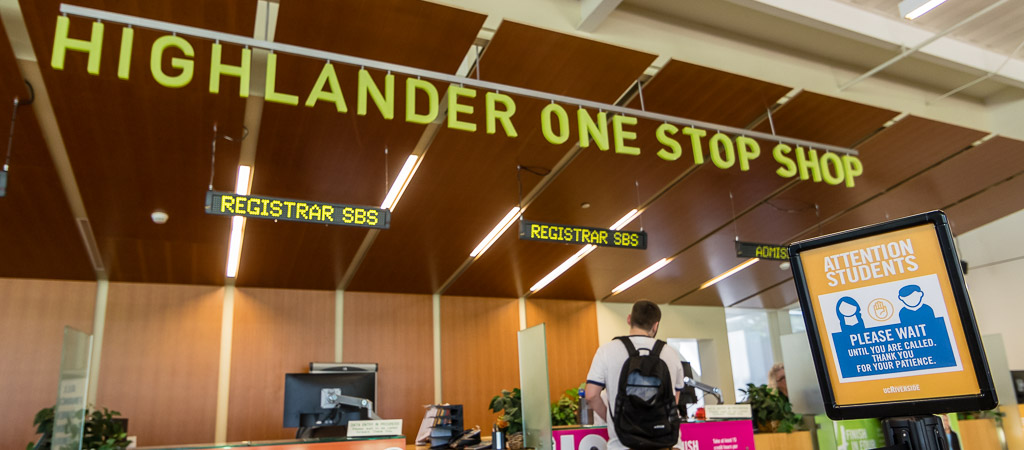 HIGHLANDER ONE STOP SHOP
REGISTRAR SBS
REGISTRAR SBS
ATTENTION
STUDENTS
PLEASE WAIT
UNTIL YOU ARE CALLED.
THANK YOU
FOR YOUR PATIENCE.
UCRIVERSIDE
FINISH